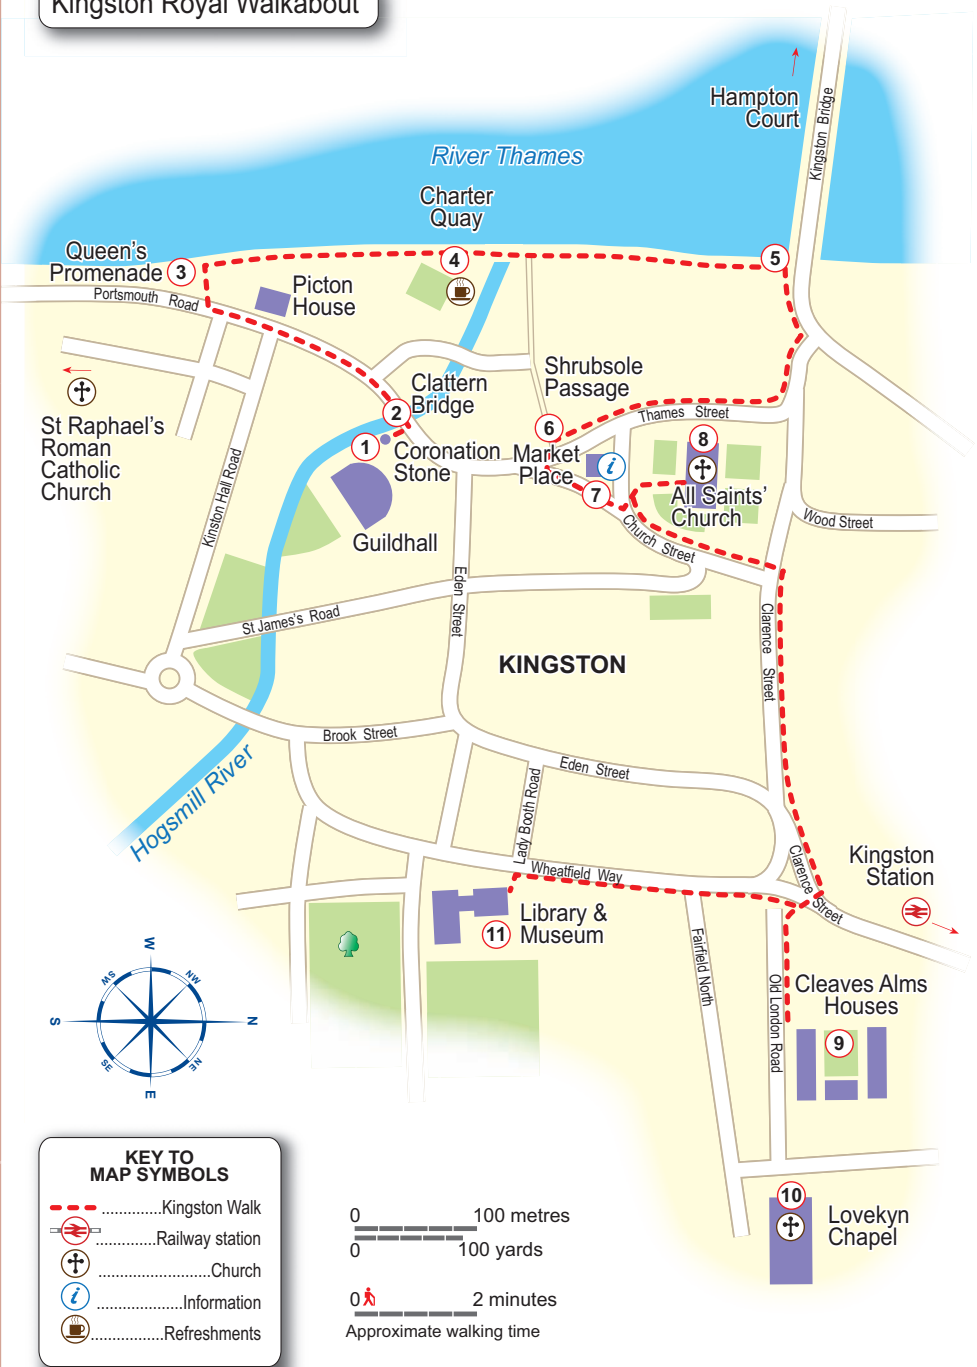 Kingston Royal Walkabout
Hampton
Court
Kingston Bridge
River Thames
Charter
Quay
Queen's
Promenade
3
4
5
Portsmouth Road
Picton
House
Shrubsole
Passage
Clattern
Bridge
2
Thames Street
St Raphael's
Roman
Catholic
Church
1
Coronation
Stone
6
Market
Place
i
7
8
All Saints'
Church
Kinston Hall Road
Guildhall
Church Street
Wood Street
Eden Street
St James's Road
Clarence Street
KINGSTON
Brook Street
Eden Street
Hogsmill River
Lady Booth Road
Wheatfield Way
Clarence Street
Kingston
Station
Library &
Museum
11
Fairfield North
Old London Road
Cleaves Alms
Houses
9
W
SW
NW
S
N
SE
NE
E
10
Lovekyn
Chapel
KEY TO
MAP SYMBOLS
..............Kingston Walk
..............Railway station
..........................Church
i ....................Information
.................Refreshments
0 100 metres
0 100 yards
0 2 minutes
Approximate walking time